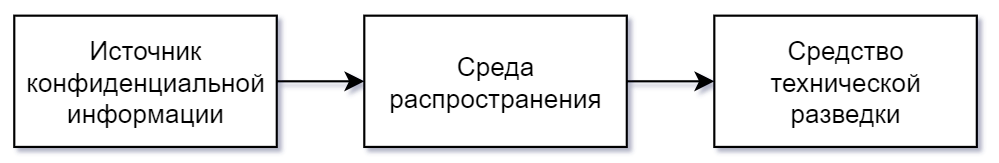 Источник
конфиденциальной
информации
Среда
распространения
Средство
технической
разведки